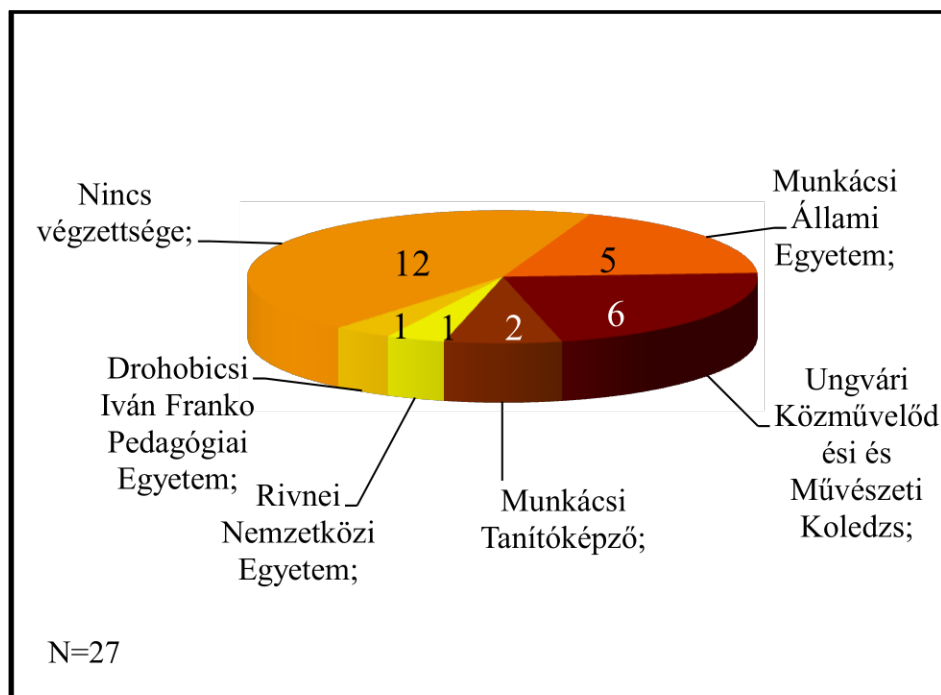 Nincs
végzettsége;
12
Munkácsi
Állami
Egyetem;
5
6
2
1
1
Drohobicsi
Iván Franko
Pedagógiai
Egyetem;
Rivnei
Nemzetközi
Egyetem;
Munkácsi
Tanítóképző;
Ungvári
Közművelőd
ési és
Művészeti
Koledzs;
N=27